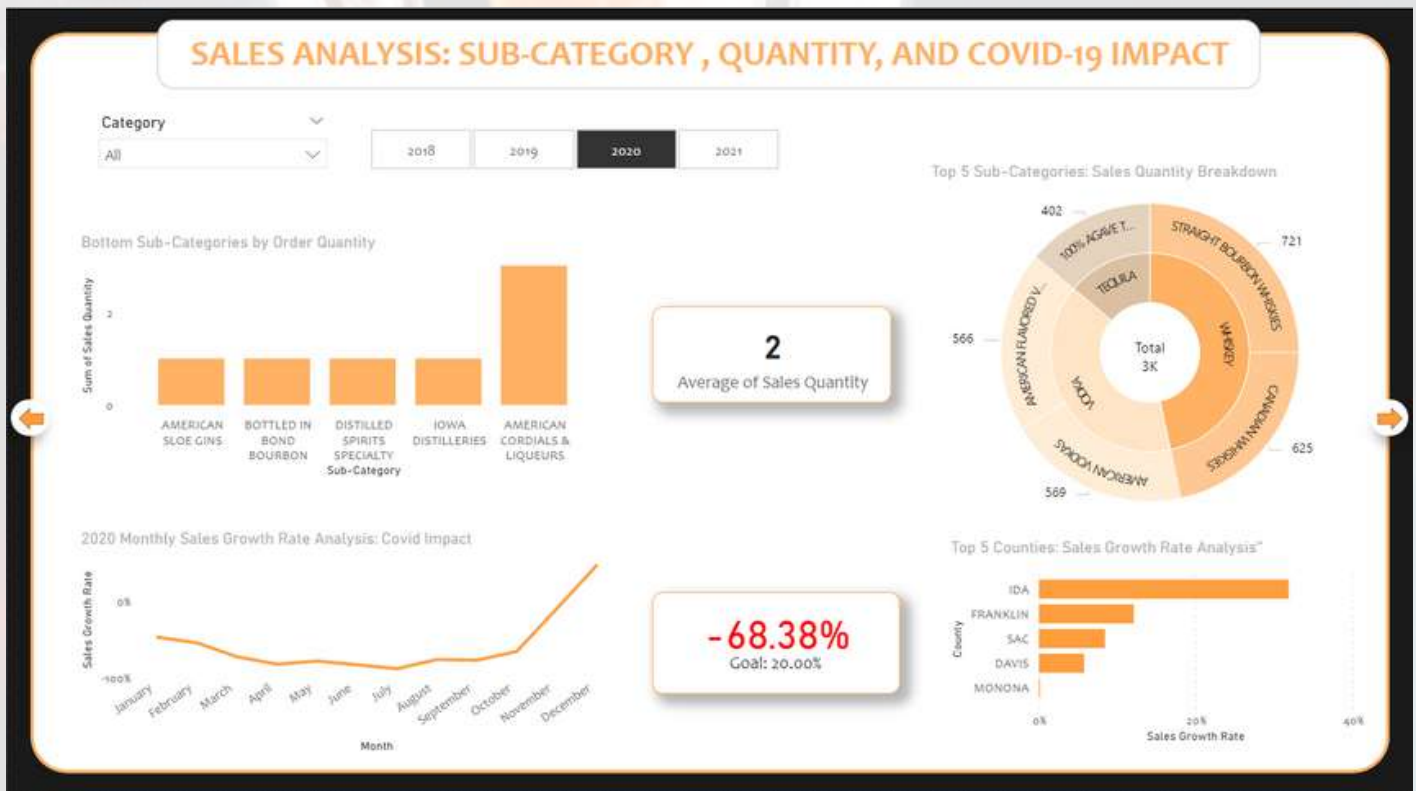 SALES ANALYSIS: SUB-CATEGORY , QUANTITY, AND COVID-19 IMPACT
Category
All
2018
2019
2020
2021
Bottom Sub-Categories by Order Quantity
Sum of Sales Quantity
2
0
AMERICAN
SLOE GINS
BOTTLED IN
BOND
BOURBON
DISTILLED
SPIRITS
SPECIALTY
IOWA
DISTILLERIES
AMERICAN
CORDIALS &
LIQUEURS
Sub-Category
2
Average of Sales Quantity
Top 5 Sub-Categories: Sales Quantity Breakdown
402
100% AGAVE T...
STRAIGHT BOURBON WHISKIES
721
TEQUILA
WHISKEY
566
AMERICAN FLAVORED V...
Total
3K
VODKA
AMERICAN VODKAS
569
CANADIAN WHISKIES
625
2020 Monthly Sales Growth Rate Analysis: Covid Impact
Sales Growth Rate
0%
-100%
January
February
March
April
May
June
July
August
September
October
November
December
Month
-68.38%
Goal: 20.00%
Top 5 Counties: Sales Growth Rate Analysis"
County
IDA
FRANKLIN
SAC
DAVIS
MONONA
0%
20%
40%
Sales Growth Rate